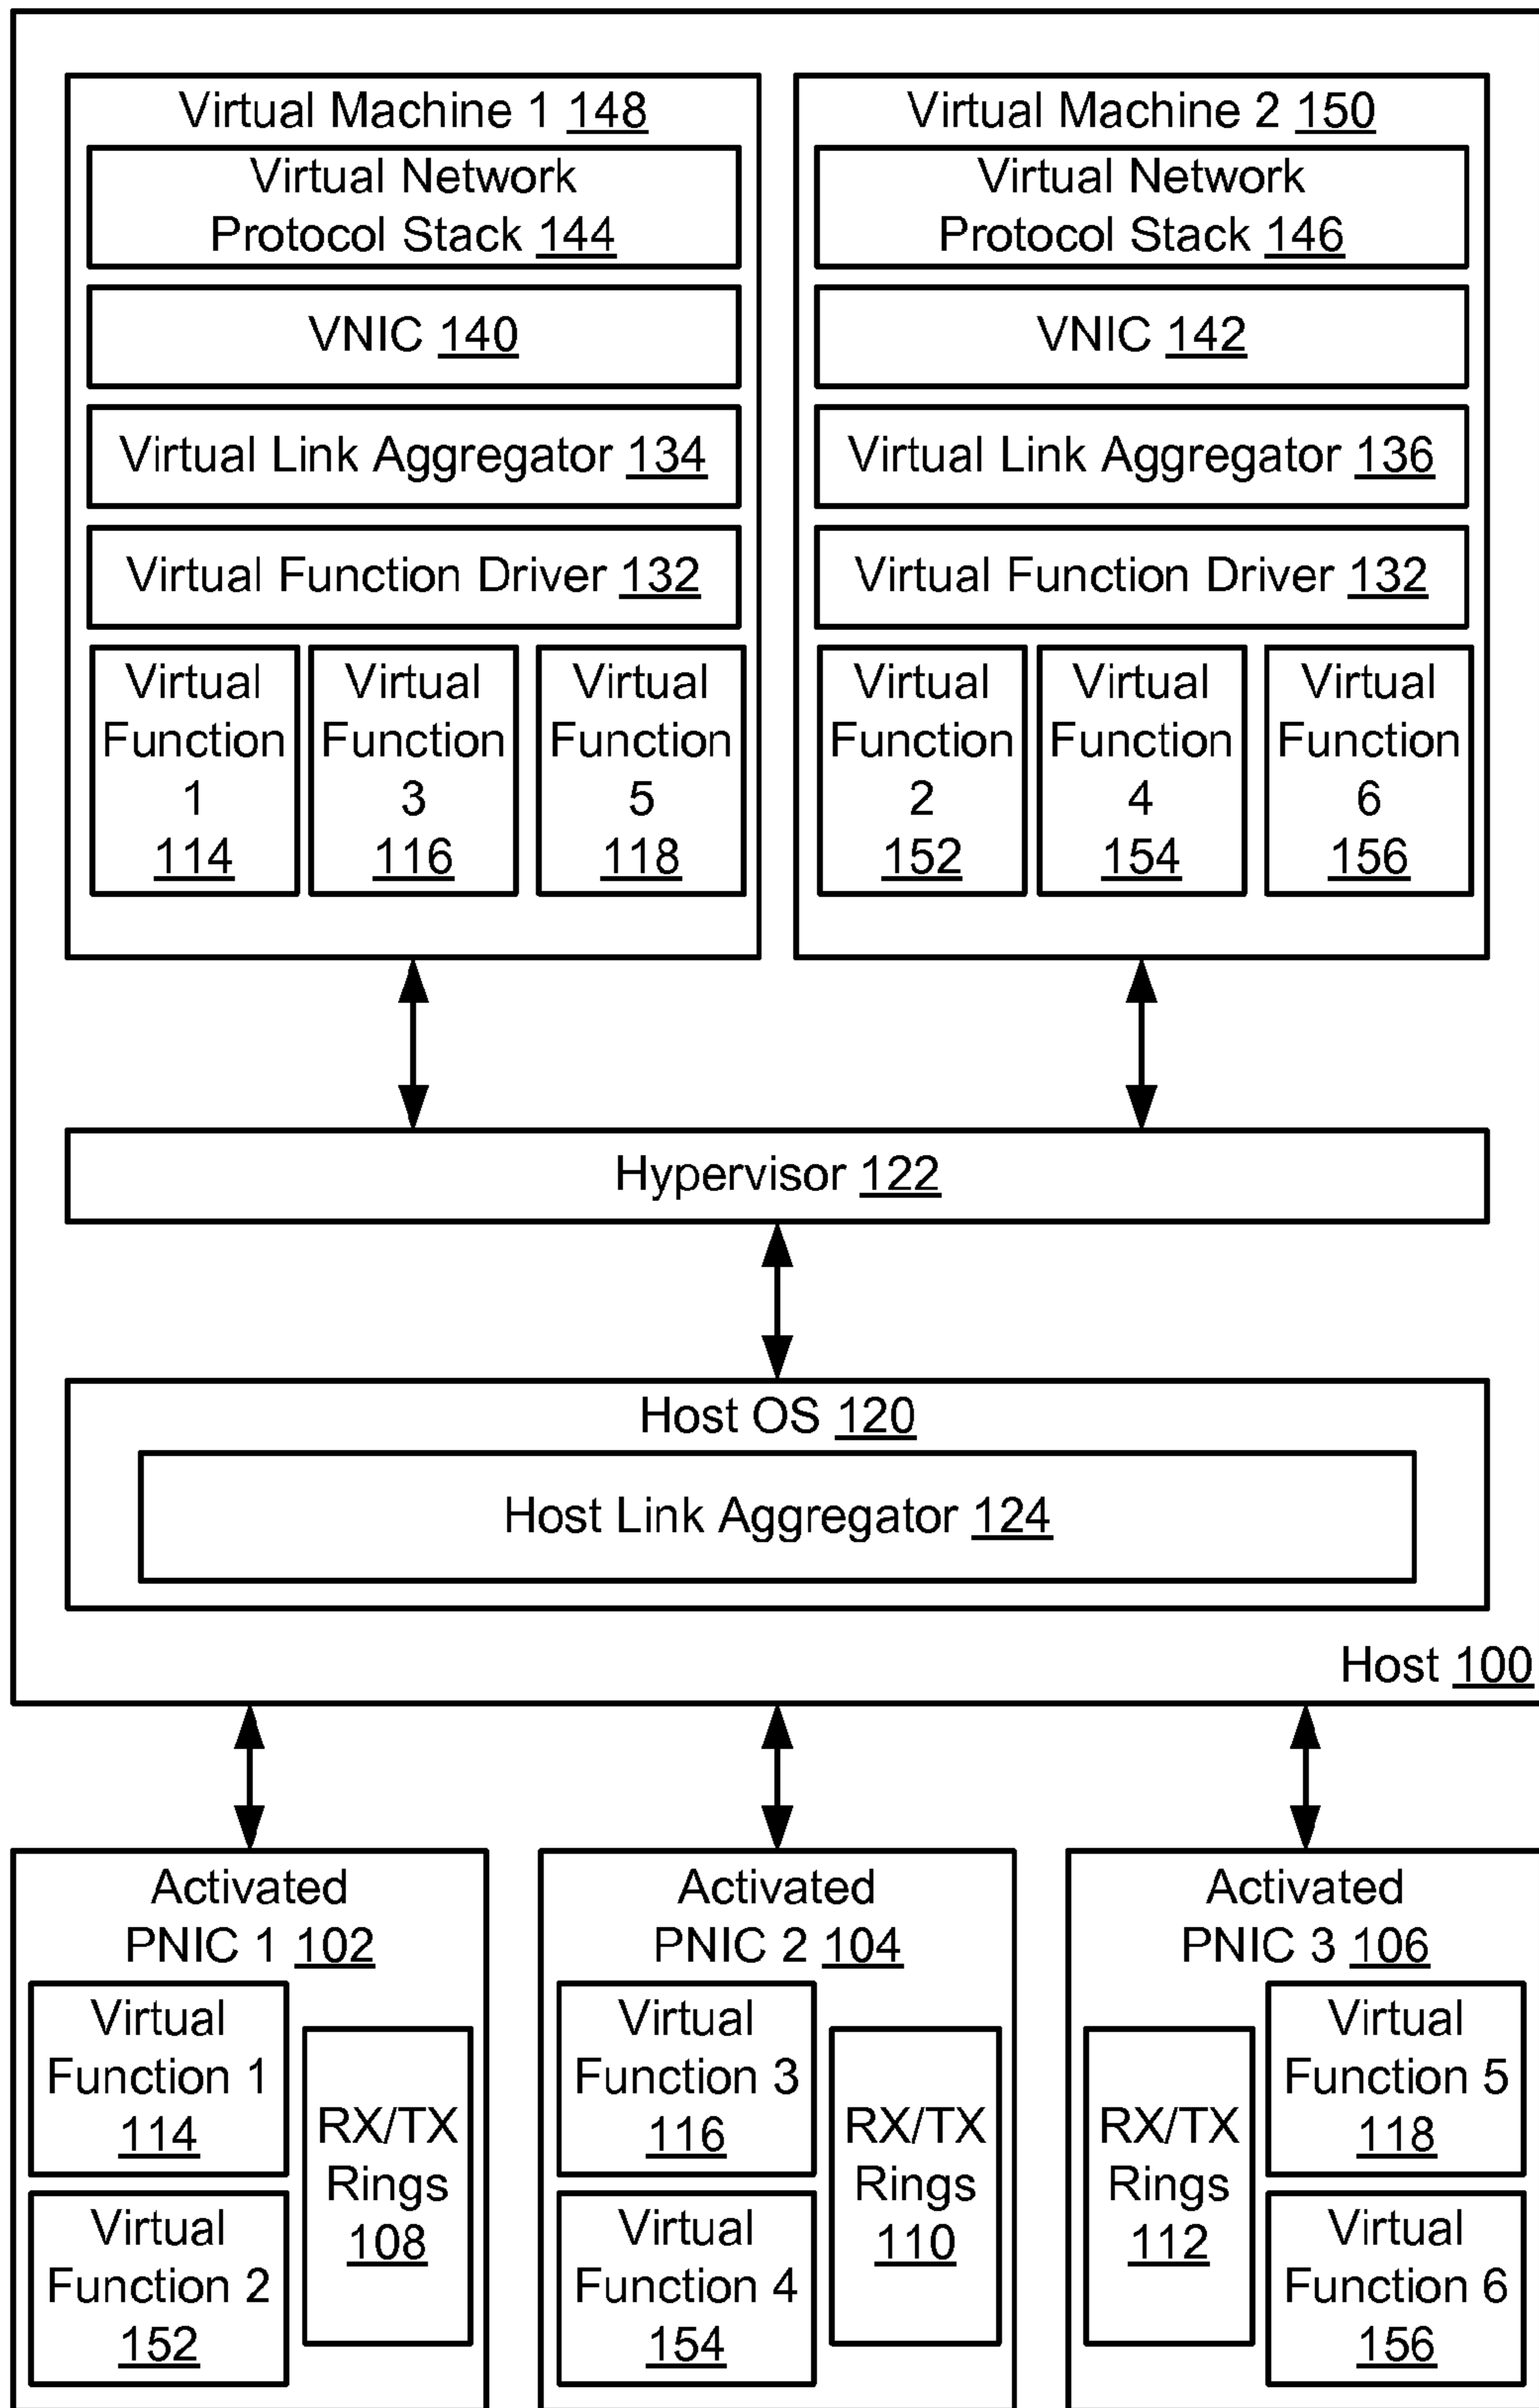 Virtual Machine 1 148
Virtual Network
Protocol Stack 144
VNIC 140
Virtual Link Aggregator 134
Virtual Function Driver 132
Virtual
Function
1
114
Virtual
Function
3
116
Virtual
Function
5
118
Virtual Machine 2 150
Virtual Network
Protocol Stack 146
VNIC 142
Virtual Link Aggregator 136
Virtual Function Driver 132
Virtual
Function
2
152
Virtual
Function
4
154
Virtual
Function
6
156
Hypervisor 122
Host OS 120
Host Link Aggregator 124
Host 100
Activated
PNIC 1 102
Virtual
Function 1
114
Virtual
Function 2
152
RX/TX
Rings
108
Activated
PNIC 2 104
Virtual
Function 3
116
Virtual
Function 4
154
RX/TX
Rings
110
Activated
PNIC 3 106
RX/TX
Rings
112
Virtual
Function 5
118
Virtual
Function 6
156